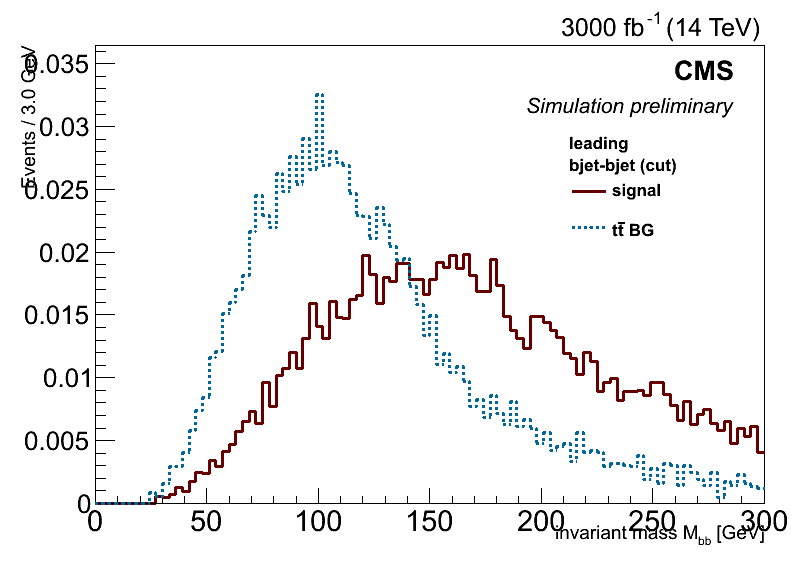 3000 fb-1 (14 TeV)
CMS
Simulation preliminary
leading
bjet-bjet (cut)
signal
tt̄ BG
Events / 3.0 GeV
0.035
0.03
0.025
0.02
0.015
0.01
0.005
0
0 50 100 150 200 250 300
invariant mass Mbb [GeV]